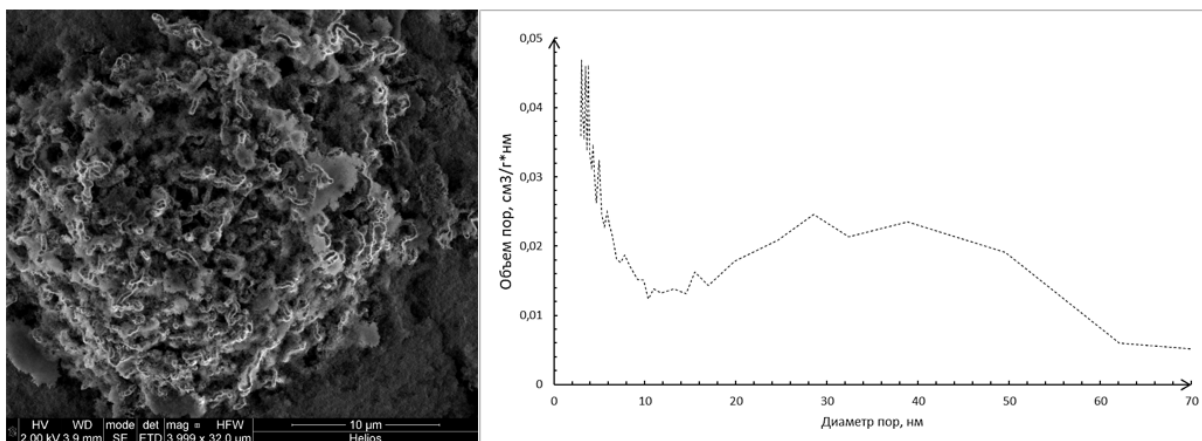 HV WD mode det mag = HFW 10 µm
2.00 kV 3.9 mm SE ETD 3 999 x 32.0 µm Helios
Объем пор, см3/г*нм
0,05
0,04
0,03
0,02
0,01
0
0 10 20 30 40 50 60 70
Диаметр пор, нм